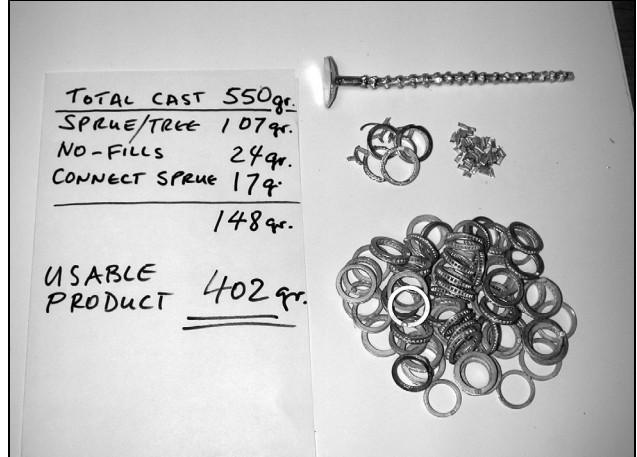 TOTAL CAST 550gr.
SPRUE/TREE 107gr.
NO-FILLS 24gr.
CONNECT SPRUE 17g.
148gr.
USABLE
PRODUCT 402gr.